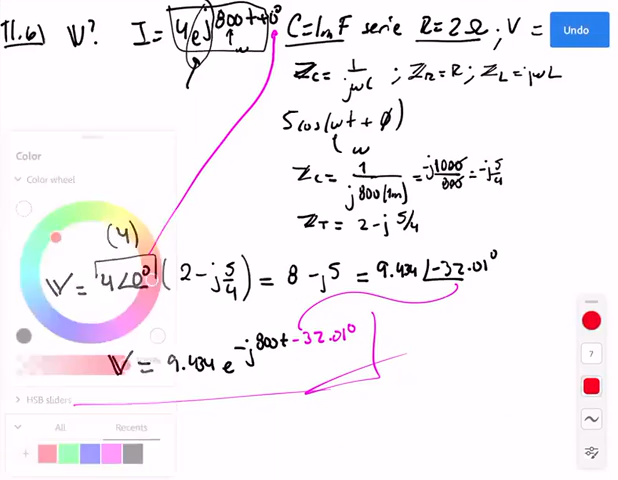 T1.6) V? I = 4e^j800t+0° C=1mF serie R=2Ω ; V =
Undo
Z_C = 1/jωC ; Z_R = R ; Z_L = jωL
5cos(ωt + φ)
ω
Z_C = 1/j800(1m) = -j1000/800 = -j5/4
Z_T = 2 - j5/4
Color
Color wheel
(4)
V = 4∠0° (2 - j5/4) = 8 - j5 = 9.434∠-32.01°
V = 9.434 e^-j800t-32.01°
7
HSB sliders
All Recents
+